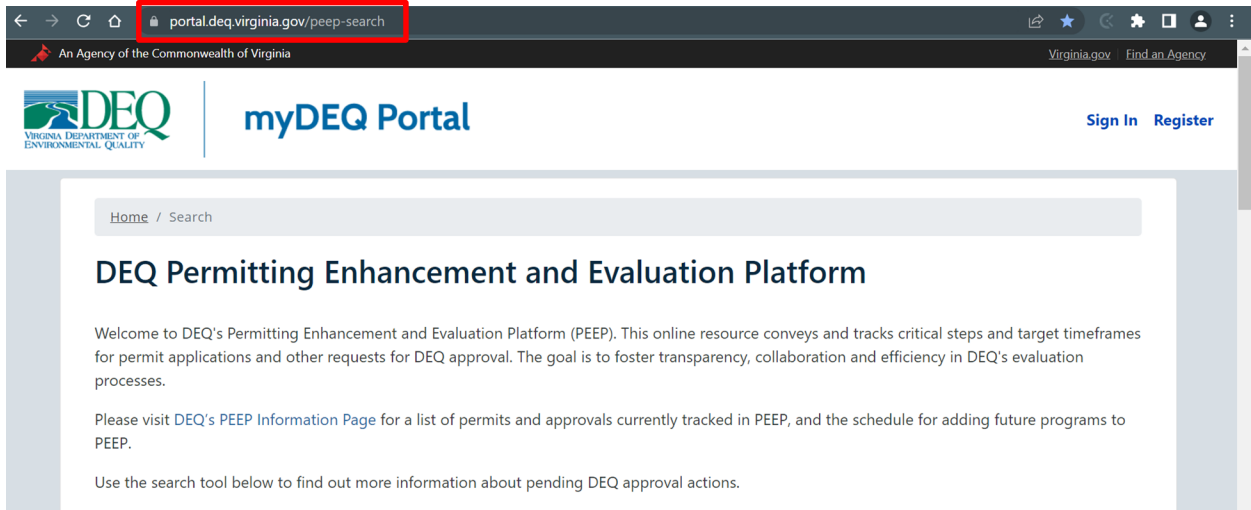 portal.deq.virginia.gov/peep-search
An Agency of the Commonwealth of Virginia
Virginia.gov
Find an Agency
DEQ
VIRGINIA DEPARTMENT OF
ENVIRONMENTAL QUALITY
myDEQ Portal
Sign In Register
Home / Search
DEQ Permitting Enhancement and Evaluation Platform
Welcome to DEQ's Permitting Enhancement and Evaluation Platform (PEEP). This online resource conveys and tracks critical steps and target timeframes
for permit applications and other requests for DEQ approval. The goal is to foster transparency, collaboration and efficiency in DEQ's evaluation
processes.
Please visit DEQ’s PEEP Information Page for a list of permits and approvals currently tracked in PEEP, and the schedule for adding future programs to
PEEP.
Use the search tool below to find out more information about pending DEQ approval actions.